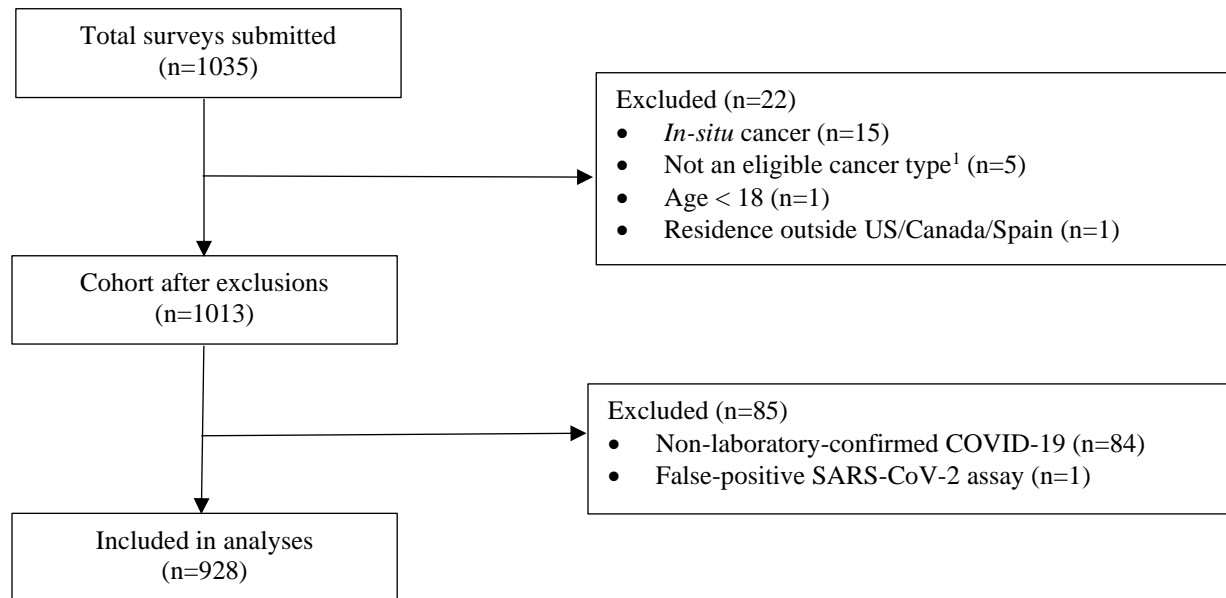 Total surveys submitted
(n=1035)
Excluded (n=22)
• In-situ cancer (n=15)
• Not an eligible cancer type¹ (n=5)
• Age < 18 (n=1)
• Residence outside US/Canada/Spain (n=1)
Cohort after exclusions
(n=1013)
Excluded (n=85)
• Non-laboratory-confirmed COVID-19 (n=84)
• False-positive SARS-CoV-2 assay (n=1)
Included in analyses
(n=928)